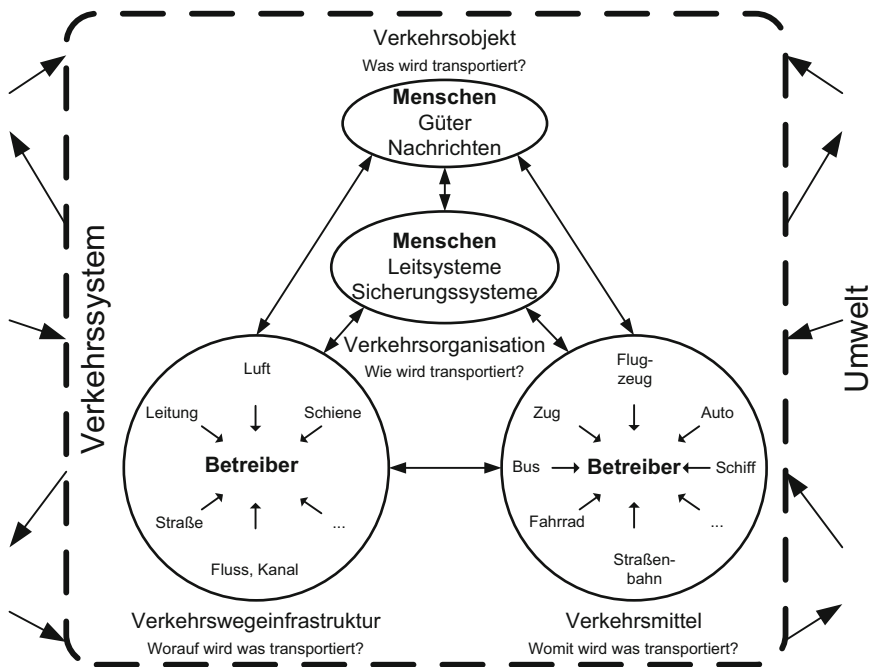 Verkehrsobjekt
Was wird transportiert?
Menschen
Güter
Nachrichten
Menschen
Leitsysteme
Sicherungssysteme
Verkehrsorganisation
Wie wird transportiert?
Verkehrssystem
Umwelt
Luft
Leitung
Schiene
Betreiber
Straße
...
Fluss, Kanal
Verkehrswegeinfrastruktur
Worauf wird was transportiert?
Flug-
zeug
Zug
Auto
Bus
Betreiber
Schiff
Fahrrad
...
Straßen-
bahn
Verkehrsmittel
Womit wird was transportiert?